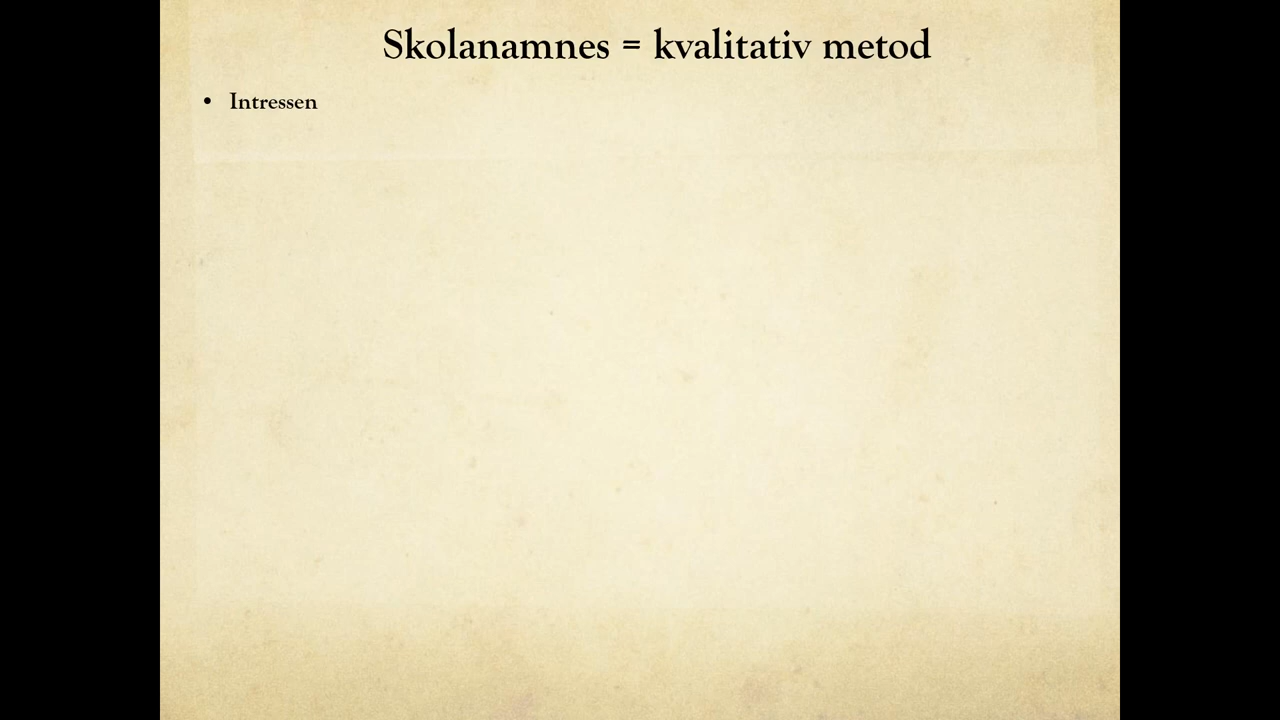 Skolanamnes = kvalitativ metod
• Intressen